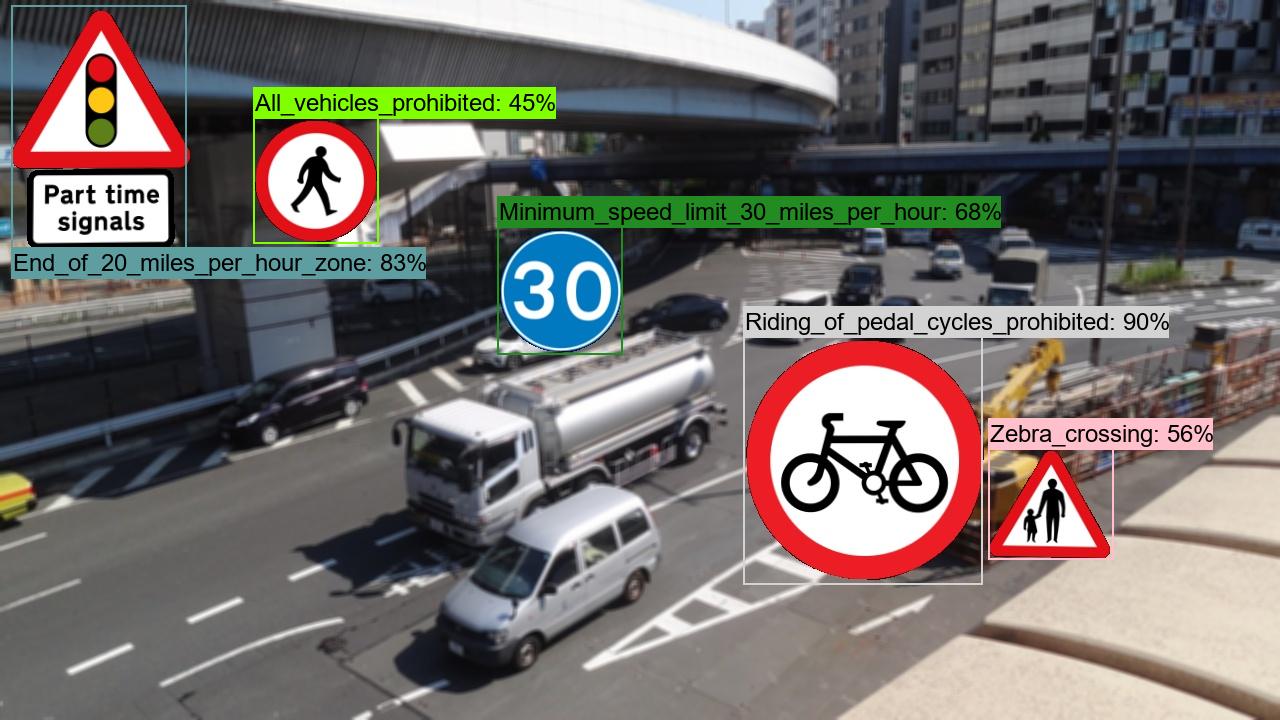 All_vehicles_prohibited: 45%
Part time
signals
Minimum_speed_limit_30_miles_per_hour: 68%
End_of_20_miles_per_hour_zone: 83%
30
Riding_of_pedal_cycles_prohibited: 90%
Zebra_crossing: 56%